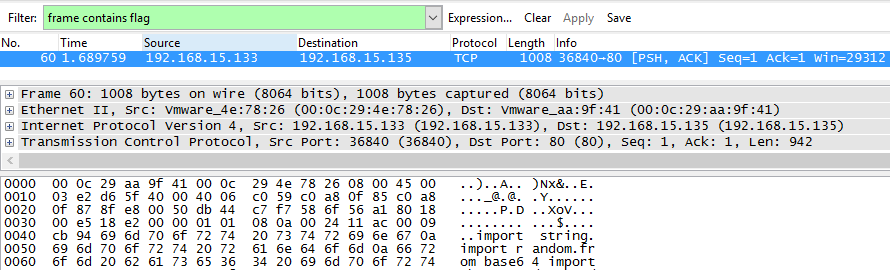 Filter: frame contains flag Expression... Clear Apply Save
No. Time Source Destination Protocol Length Info
60 1.689759 192.168.15.133 192.168.15.135 TCP 1008 36840→80 [PSH, ACK] Seq=1 Ack=1 Win=29312
Frame 60: 1008 bytes on wire (8064 bits), 1008 bytes captured (8064 bits)
Ethernet II, Src: Vmware_4e:78:26 (00:0c:29:4e:78:26), Dst: Vmware_aa:9f:41 (00:0c:29:aa:9f:41)
Internet Protocol Version 4, Src: 192.168.15.133 (192.168.15.133), Dst: 192.168.15.135 (192.168.15.135)
Transmission Control Protocol, Src Port: 36840 (36840), Dst Port: 80 (80), Seq: 1, Ack: 1, Len: 942
0000 00 0c 29 aa 9f 41 00 0c 29 4e 78 26 08 00 45 00 ..)..A.. )Nx&..E.
0010 03 e2 d6 5f 40 00 40 06 c0 59 c0 a8 0f 85 c0 a8 ..._@.@. .Y......
0020 0f 87 8f e8 00 50 db 44 c7 f7 58 6f 56 a1 80 18 .....P.D ..XoV...
0030 00 e5 18 e2 00 00 01 01 08 0a 00 24 11 ac 00 09 ........ ...$....
0040 cb 94 69 6d 70 6f 72 74 20 73 74 72 69 6e 67 0a ..import string.
0050 69 6d 70 6f 72 74 20 72 61 6e 64 6f 6d 0a 66 72 import r andom.fr
0060 6f 6d 20 62 61 73 65 36 34 20 69 6d 70 6f 72 74 om base6 4 import